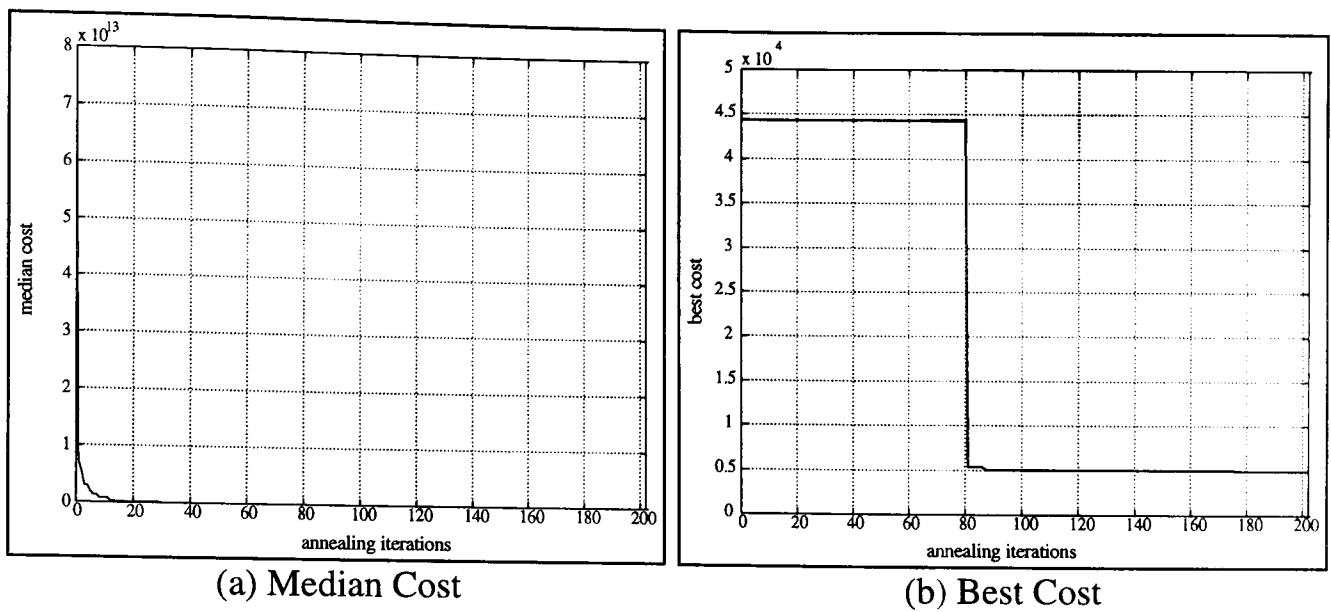 8 x 10^13
7
6
5
4
3
2
1
0
0 20 40 60 80 100 120 140 160 180 200
median cost
annealing iterations
(a) Median Cost
5 x 10^4
4.5
4
3.5
3
2.5
2
1.5
1
0.5
0
0 20 40 60 80 100 120 140 160 180 200
best cost
annealing iterations
(b) Best Cost